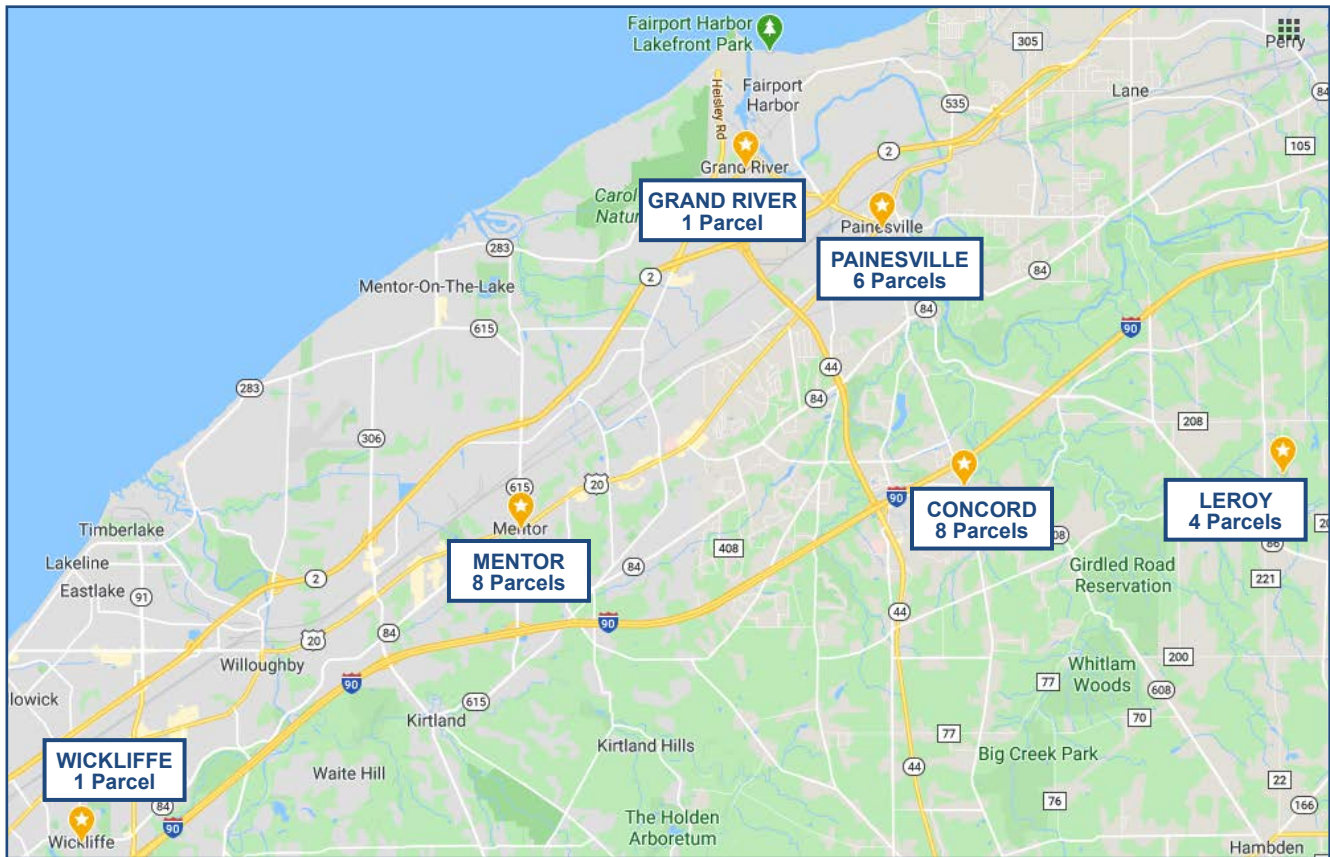 Fairport Harbor
Lakefront Park
305
Perry
Heisley Rd
Fairport
Harbor
Lane
84
535
105
2
Grand River
GRAND RIVER
1 Parcel
Painesville
PAINESVILLE
6 Parcels
283
2
84
Mentor-On-The-Lake
84
90
615
44
283
84
208
306
20
615
90
Mentor
MENTOR
8 Parcels
CONCORD
8 Parcels
LEROY
4 Parcels
Timberlake
408
86
Lakeline
84
Girdled Road
Reservation
2
221
Eastlake
91
44
90
20
84
Willoughby
200
Whitlam
Woods
90
77
608
615
Kirtland
70
77
Kirtland Hills
Big Creek Park
WICKLIFFE
1 Parcel
Waite Hill
44
22
84
76
166
The Holden
Arboretum
90
Wickliffe
Hambden